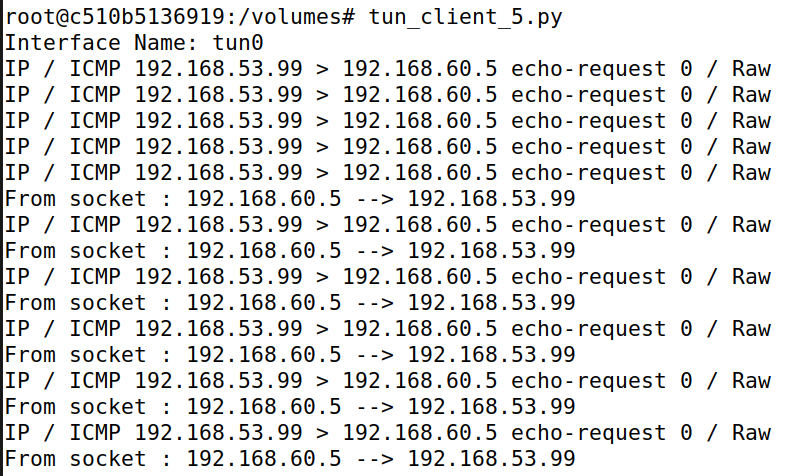 root@c510b5136919:/volumes# tun_client_5.py
Interface Name: tun0
IP / ICMP 192.168.53.99 > 192.168.60.5 echo-request 0 / Raw
IP / ICMP 192.168.53.99 > 192.168.60.5 echo-request 0 / Raw
IP / ICMP 192.168.53.99 > 192.168.60.5 echo-request 0 / Raw
IP / ICMP 192.168.53.99 > 192.168.60.5 echo-request 0 / Raw
IP / ICMP 192.168.53.99 > 192.168.60.5 echo-request 0 / Raw
From socket : 192.168.60.5 --> 192.168.53.99
IP / ICMP 192.168.53.99 > 192.168.60.5 echo-request 0 / Raw
From socket : 192.168.60.5 --> 192.168.53.99
IP / ICMP 192.168.53.99 > 192.168.60.5 echo-request 0 / Raw
From socket : 192.168.60.5 --> 192.168.53.99
IP / ICMP 192.168.53.99 > 192.168.60.5 echo-request 0 / Raw
From socket : 192.168.60.5 --> 192.168.53.99
IP / ICMP 192.168.53.99 > 192.168.60.5 echo-request 0 / Raw
From socket : 192.168.60.5 --> 192.168.53.99
IP / ICMP 192.168.53.99 > 192.168.60.5 echo-request 0 / Raw
From socket : 192.168.60.5 --> 192.168.53.99